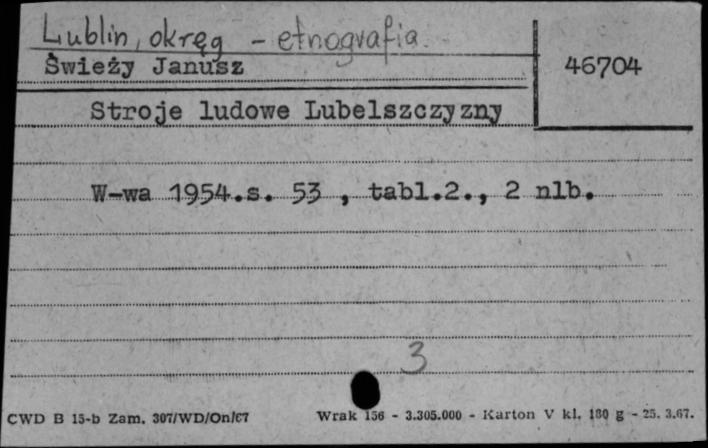 Lublin, okręg - etnografia.
Świeży Janusz
46704
Stroje ludowe Lubelszczyzny
W-wa 1954.s. 53 , tabl.2., 2 nlb.
3
CWD B 15-b Zam. 307/WD/On/67 Wrak 156 - 3.305.000 - Karton V kl. 180 g - 25. 3.67.